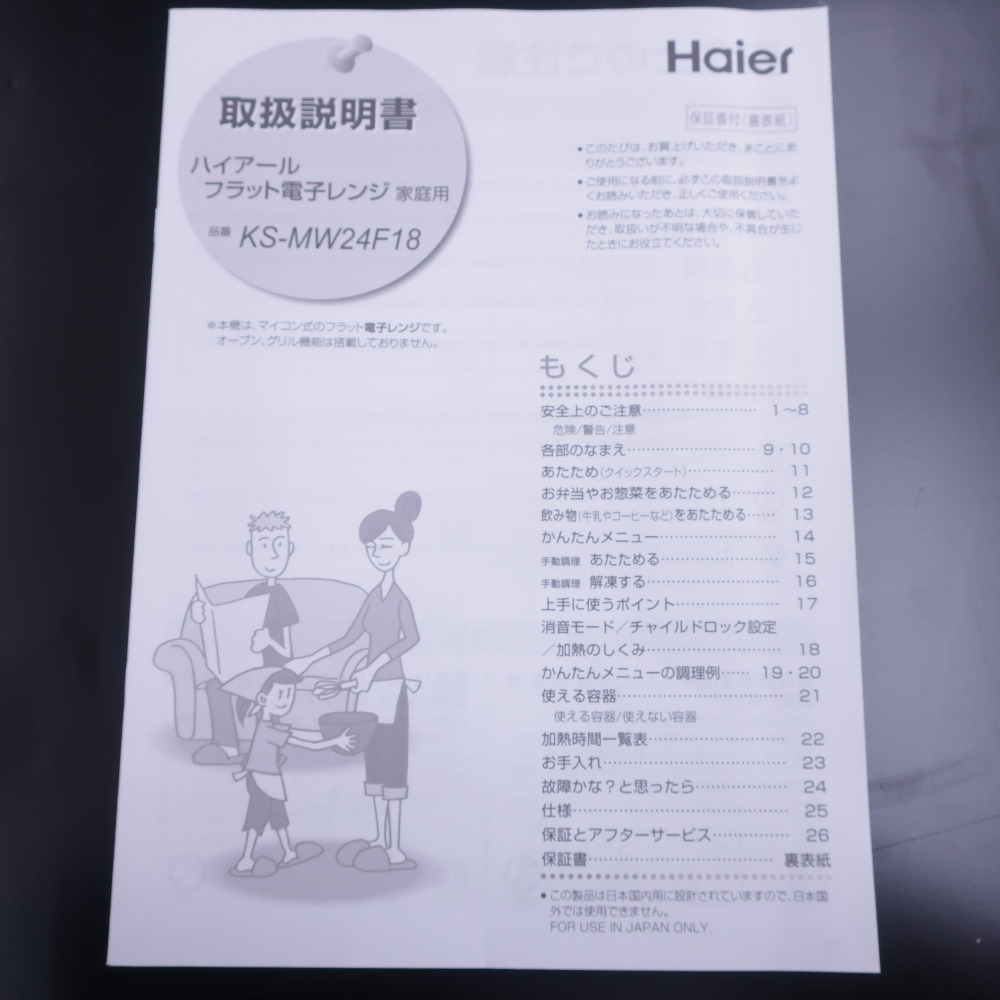 取扱説明書
ハイアール
フラット電子レンジ 家庭用
品番 KS-MW24F18
※本機は、マイコン式のフラット電子レンジです。
オーブン、グリル機能は搭載しておりません。
Haier
保証書付(裏表紙)
●このたびは、お買上げいただき、まことにあ
りがとうございます。
●ご使用になる前に、必ずこの取扱説明書をよ
くお読みいただき、正しくご使用ください。
●お読みになったあとは、大切に保管していた
だき、取扱いが不明な場合や、不具合が生じ
たときにお役立てください。
もくじ
安全上のご注意 1〜8
危険/警告/注意
各部のなまえ 9・10
あたため(クイックスタート) 11
お弁当やお惣菜をあたためる 12
飲み物(牛乳やコーヒーなど)をあたためる 13
かんたんメニュー 14
手動調理 あたためる 15
手動調理 解凍する 16
上手に使うポイント 17
消音モード/チャイルドロック設定
/加熱のしくみ 18
かんたんメニューの調理例 19・20
使える容器 21
使える容器/使えない容器
加熱時間一覧表 22
お手入れ 23
故障かな?と思ったら 24
仕様 25
保証とアフターサービス 26
保証書 裏表紙
●この製品は日本国内用に設計されていますので、日本国
外では使用できません。
FOR USE IN JAPAN ONLY.